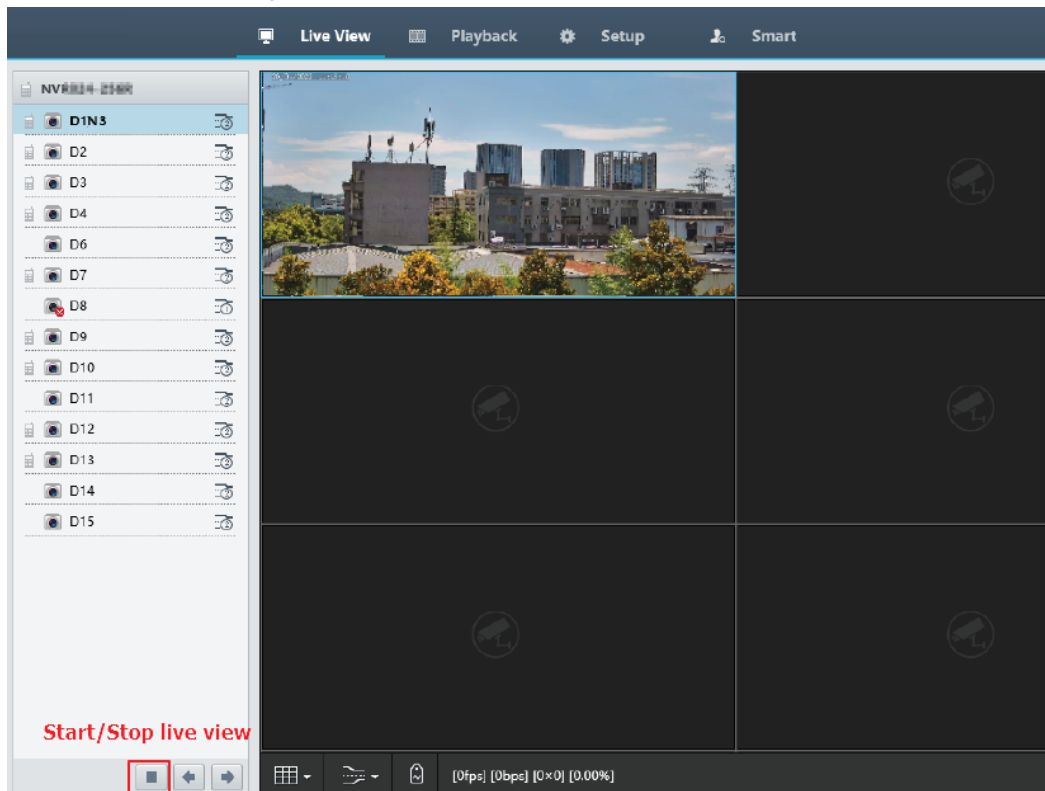 Live View Playback Setup Smart
NVR
D1N3
D2
D3
D4
D6
D7
D8
D9
D10
D11
D12
D13
D14
D15
Start/Stop live view
[0fps] [0bps] [0×0] [0.00%]